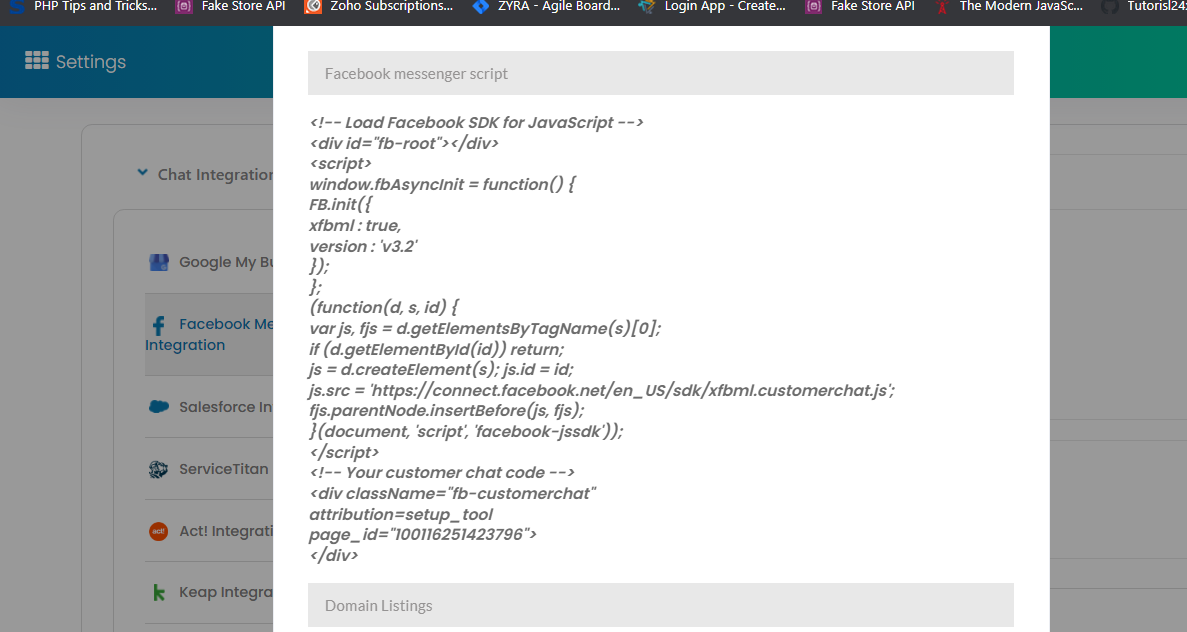 PHP Tips and Tricks...
Fake Store API
Zoho Subscriptions...
ZYRA - Agile Board...
Login App - Create...
Fake Store API
The Modern JavaSc...
Tutorisl24
Settings
Chat Integration
Google My Bu
Facebook Me
Integration
Salesforce In
ServiceTitan
act!
Act! Integrati
Keap Integra
Facebook messenger script
<!-- Load Facebook SDK for JavaScript -->
<div id="fb-root"></div>
<script>
window.fbAsyncInit = function() {
FB.init({
xfbml : true,
version : 'v3.2'
});
};
(function(d, s, id) {
var js, fjs = d.getElementsByTagName(s)[0];
if (d.getElementById(id)) return;
js = d.createElement(s); js.id = id;
js.src = 'https://connect.facebook.net/en_US/sdk/xfbml.customerchat.js';
fjs.parentNode.insertBefore(js, fjs);
}(document, 'script', 'facebook-jssdk'));
</script>
<!-- Your customer chat code -->
<div className="fb-customerchat"
attribution=setup_tool
page_id="100116251423796">
</div>
Domain Listings